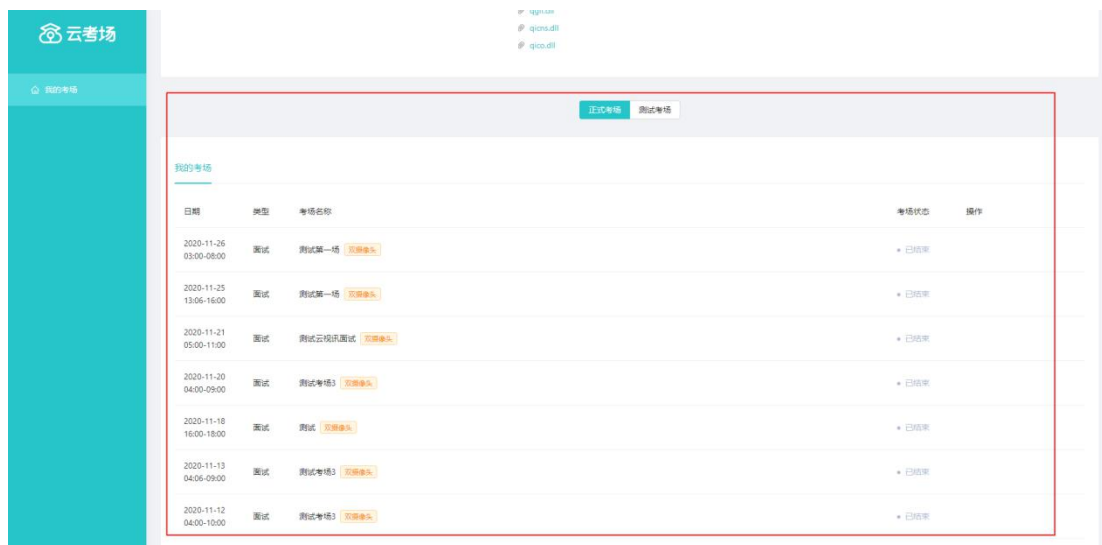 云考场
我的考场
qgif.dll
qicns.dll
qico.dll
正式考场 测试考场
我的考场
日期 类型 考场名称 考场状态 操作
2020-11-26
03:00-08:00 面试 测试第一场 双摄像头 已结束
2020-11-25
13:06-16:00 面试 测试第一场 双摄像头 已结束
2020-11-21
05:00-11:00 面试 测试云视讯面试 双摄像头 已结束
2020-11-20
04:00-09:00 面试 测试考场3 双摄像头 已结束
2020-11-18
16:00-18:00 面试 测试 双摄像头 已结束
2020-11-13
04:06-09:00 面试 测试考场3 双摄像头 已结束
2020-11-12
04:00-10:00 面试 测试考场3 双摄像头 已结束